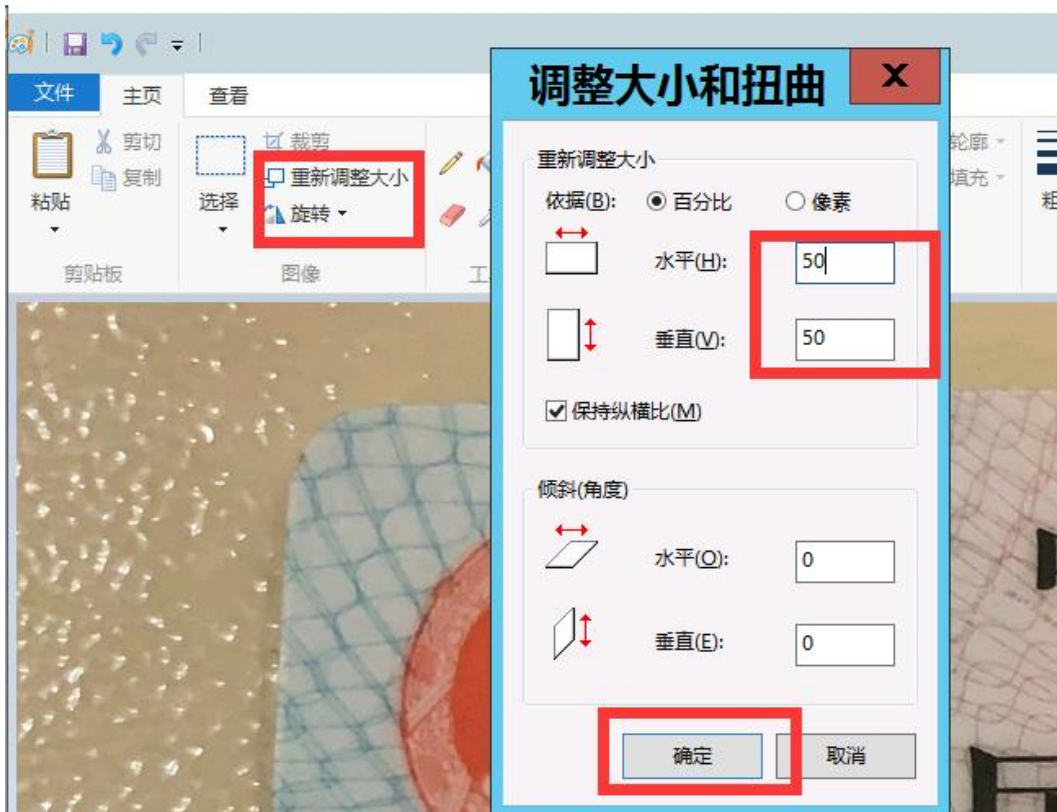 文件 主页 查看
调整大小和扭曲 X
剪切
裁剪
复制
重新调整大小
粘贴
选择
旋转
轮廓
填充
粗
剪贴板
图像
工
重新调整大小
依据(B): 百分比 像素
水平(H): 50
垂直(V): 50
保持纵横比(M)
倾斜(角度)
水平(O): 0
垂直(E): 0
确定 取消